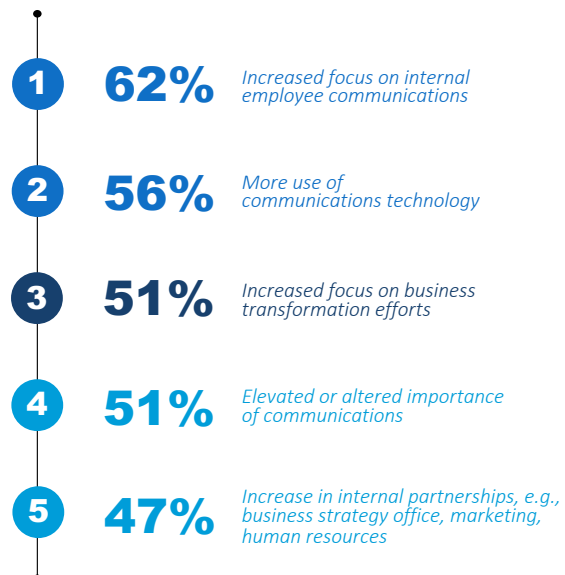 1
62%
Increased focus on internal
employee communications
2
56%
More use of
communications technology
3
51%
Increased focus on business
transformation efforts
4
51%
Elevated or altered importance
of communications
5
47%
Increase in internal partnerships, e.g.,
business strategy office, marketing,
human resources